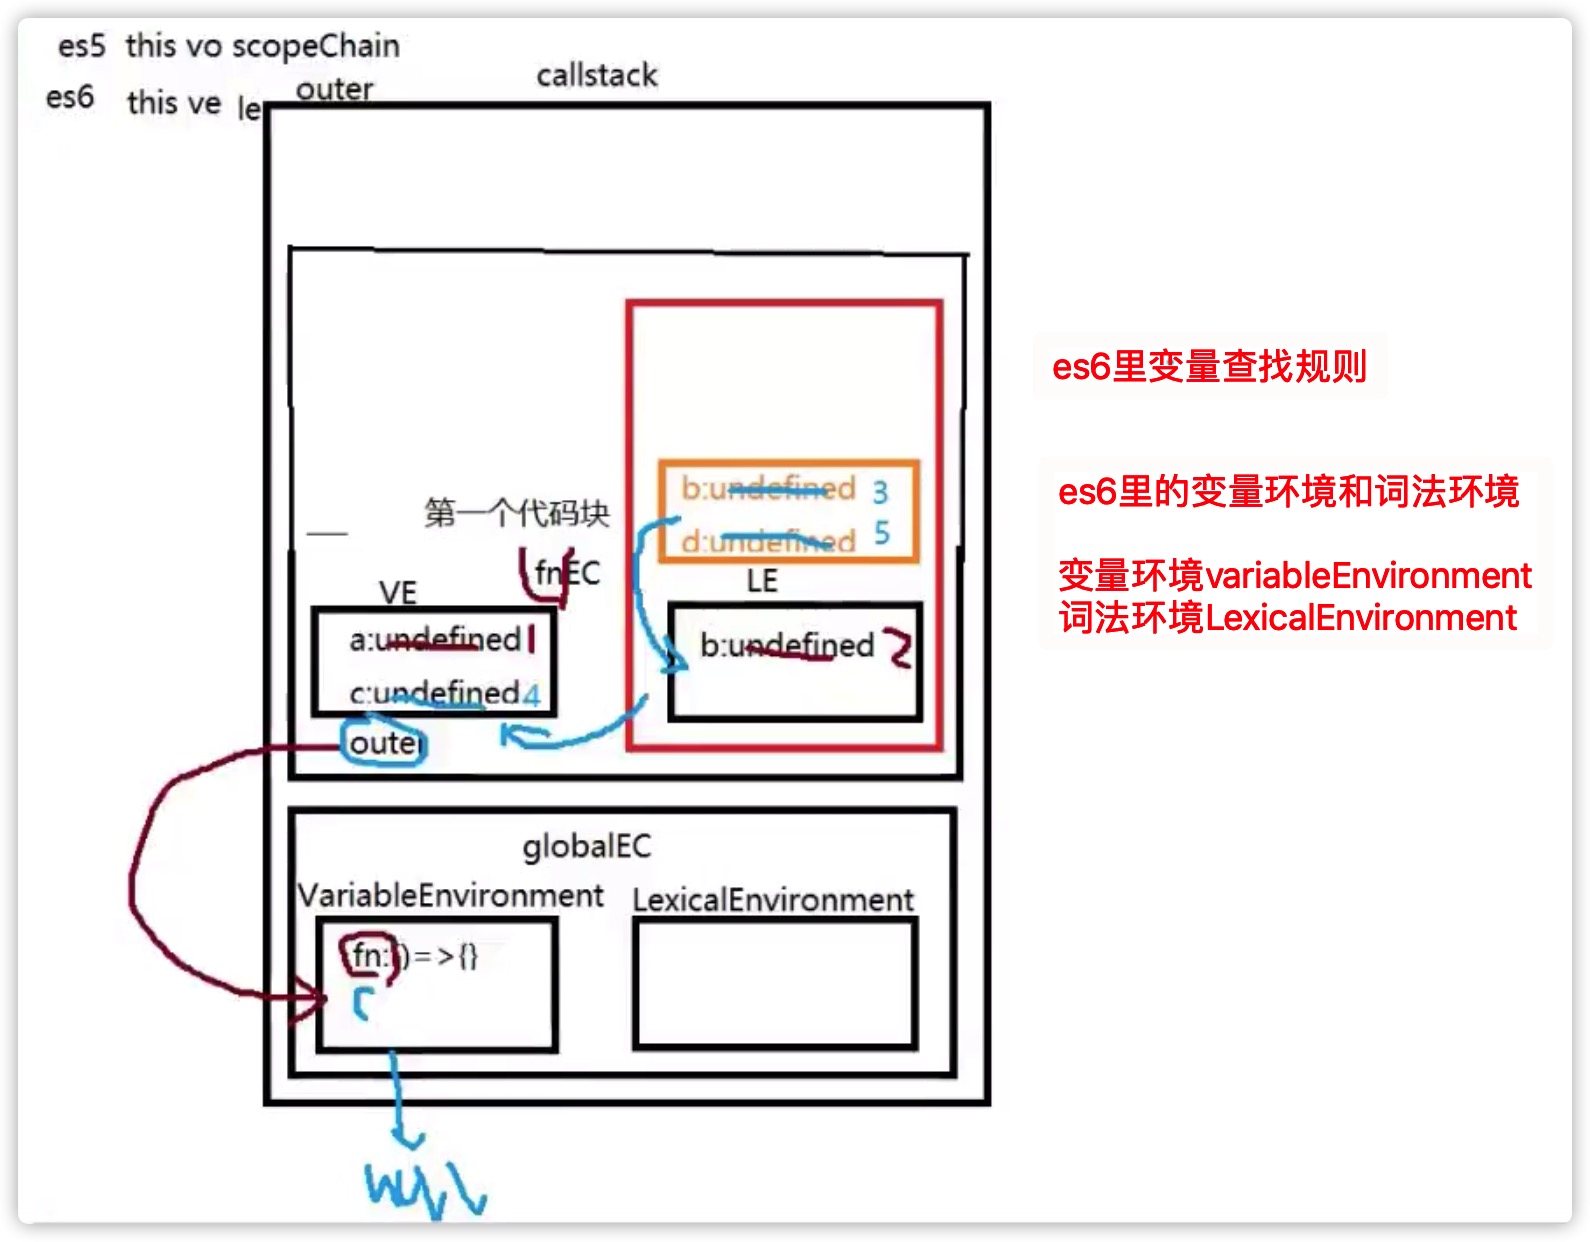 es5 this vo scopeChain
outer
callstack
es6 this ve le
es6里变量查找规则
b:undefined 3
es6里的变量环境和词法环境
第一个代码块
d:undefined 5
fnEC
LE
变量环境variableEnvironment
VE
词法环境LexicalEnvironment
a:undefined 1
b:undefined 2
c:undefined 4
outer
globalEC
VariableEnvironment LexicalEnvironment
fn:()=>{}
null